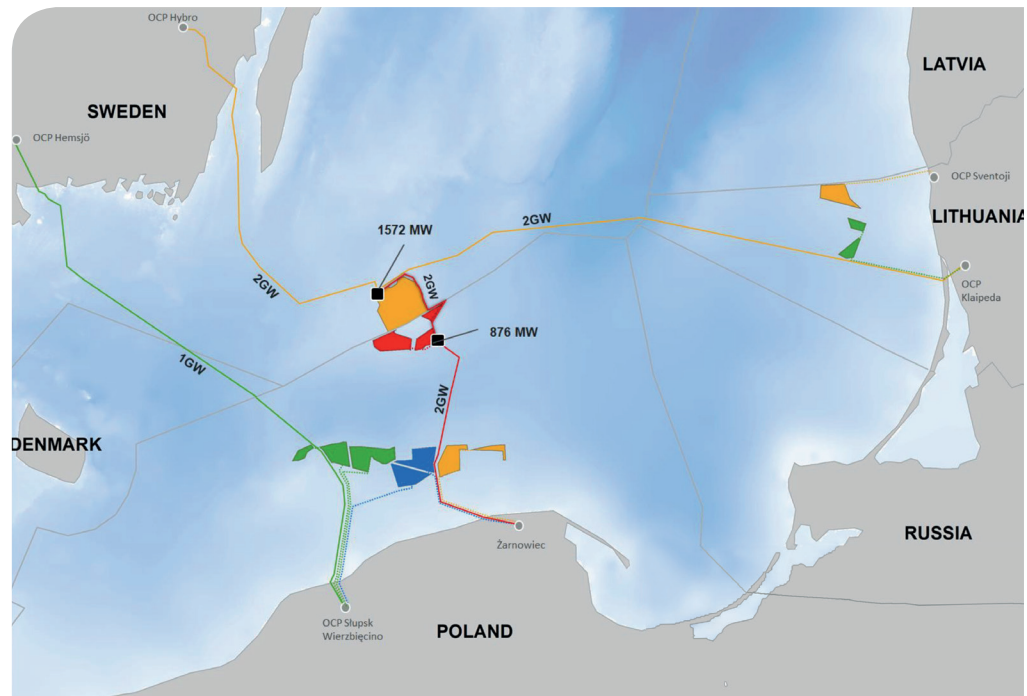 OCP Hybro
LATVIA
SWEDEN
OCP Hemsjö
OCP Sventoji
LITHUANIA
2GW
1572 MW
OCP
Klaipeda
2GW
2GW
876 MW
1GW
2GW
DENMARK
RUSSIA
Żarnowiec
OCP Słupsk
Wierzbięcino
POLAND